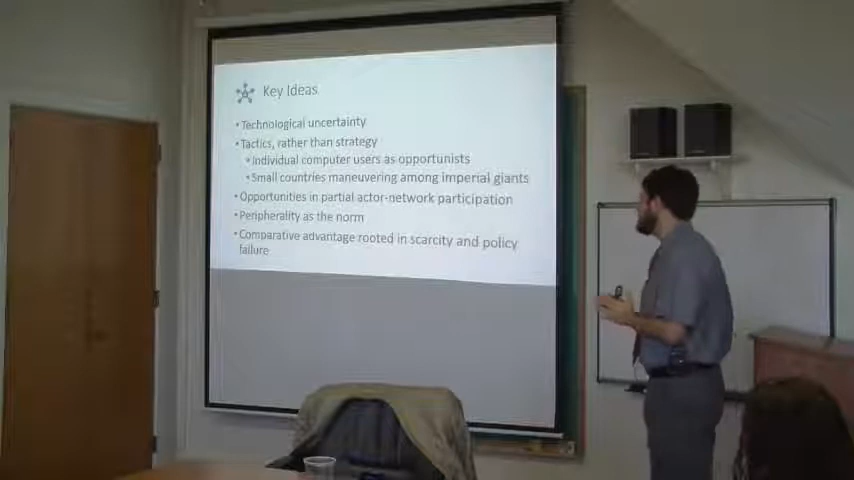 Key Ideas
• Technological uncertainty
• Tactics, rather than strategy
• Individual computer users as opportunists
• Small countries maneuvering among imperial giants
• Opportunities in partial actor-network participation
• Peripherality as the norm
• Comparative advantage rooted in scarcity and policy
failure